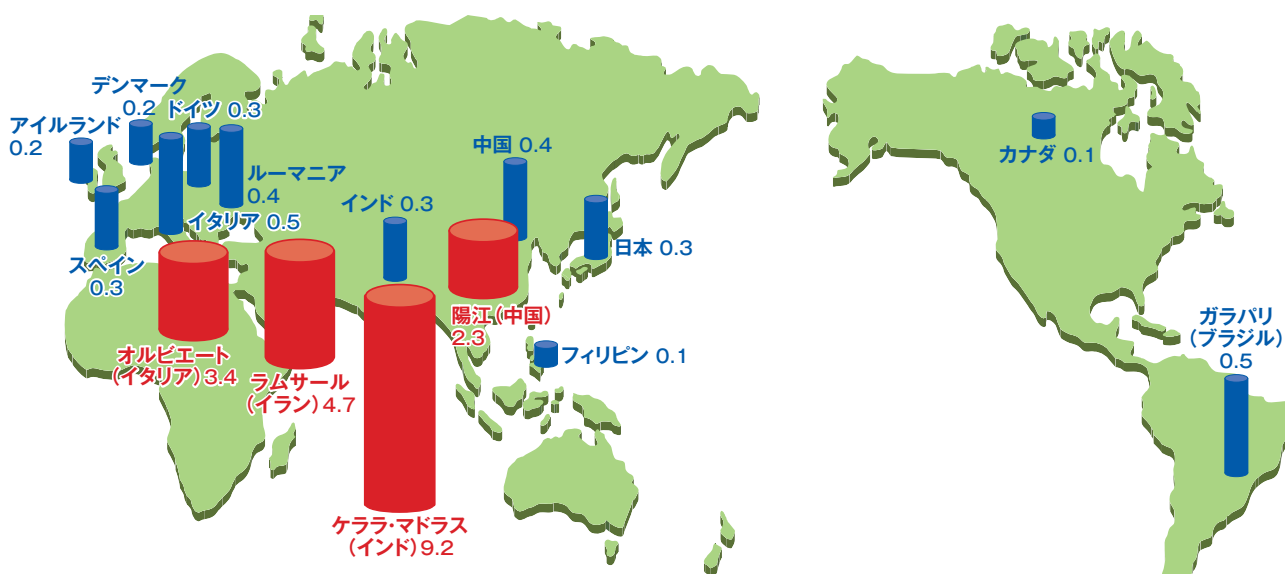 デンマーク
0.2
ドイツ 0.3
アイルランド
0.2
ルーマニア
0.4
イタリア 0.5
スペイン
0.3
インド 0.3
中国 0.4
日本 0.3
カナダ 0.1
オルビエート
(イタリア)3.4
ラムサール
(イラン)4.7
ケララ・マドラス
(インド)9.2
陽江(中国)
2.3
フィリピン 0.1
ガラパリ
(ブラジル)
0.5